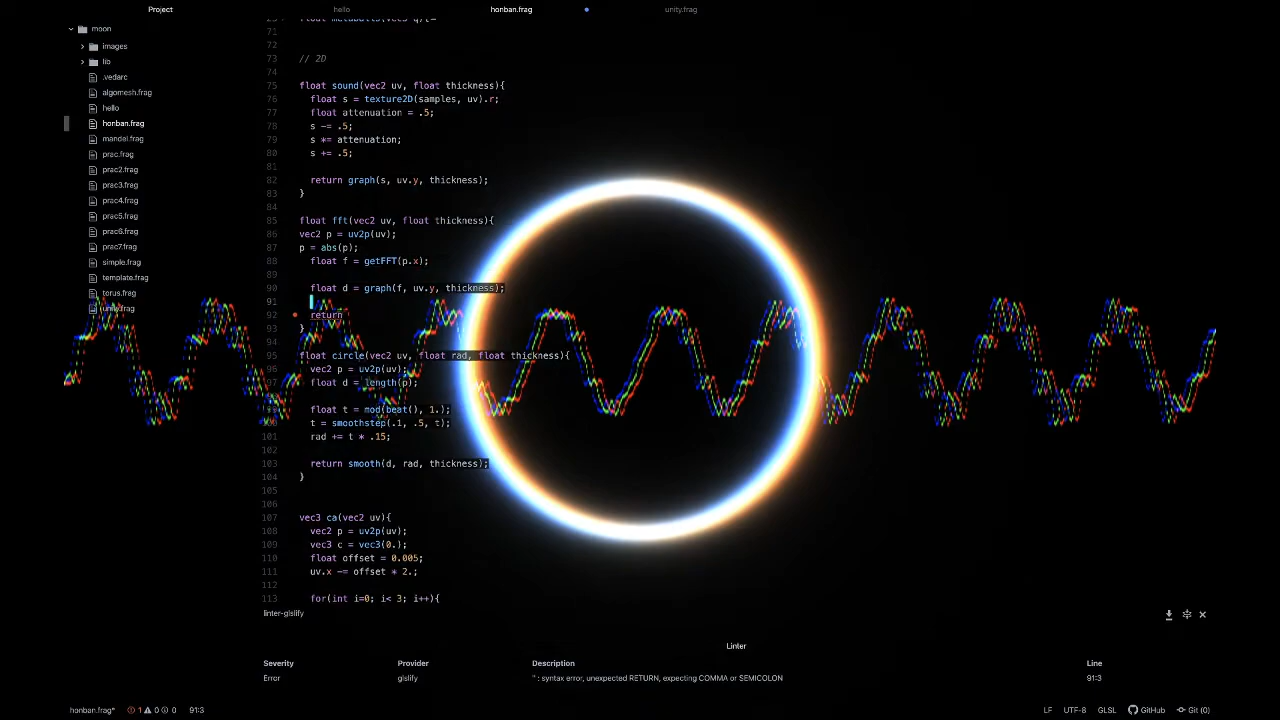 Project
hello
honban.frag
unity.frag
moon
images
lib
.vedarc
algomesh.frag
hello
honban.frag
mandel.frag
prac.frag
prac2.frag
prac3.frag
prac4.frag
prac5.frag
prac6.frag
prac7.frag
simple.frag
template.frag
torus.frag
unity.frag
71
72
73 // 2D
74
75 float sound(vec2 uv, float thickness){
76 float s = texture2D(samples, uv).r;
77 float attenuation = .5;
78 s -= .5;
79 s *= attenuation;
80 s += .5;
81
82 return graph(s, uv.y, thickness);
83 }
84
85 float fft(vec2 uv, float thickness){
86 vec2 p = uv2p(uv);
87 p = abs(p);
88 float f = getFFT(p.x);
89
90 float d = graph(f, uv.y, thickness);
91
92 return
93 }
94
95 float circle(vec2 uv, float rad, float thickness){
96 vec2 p = uv2p(uv);
97 float d = length(p);
98
99 float t = mod(beat(), 1.);
100 t = smoothstep(.1, .5, t);
101 rad += t * .15;
102
103 return smooth(d, rad, thickness);
104 }
105
106
107 vec3 ca(vec2 uv){
108 vec2 p = uv2p(uv);
109 vec3 c = vec3(0.);
110 float offset = 0.005;
111 uv.x -= offset * 2.;
112
113 for(int i=0; i< 3; i++){
linter-glslify
Linter
Severity Provider Description Line
Error glslify '' : syntax error, unexpected RETURN, expecting COMMA or SEMICOLON 91:3
honban.frag* 1 0 0 91:3 LF UTF-8 GLSL GitHub Git (0)